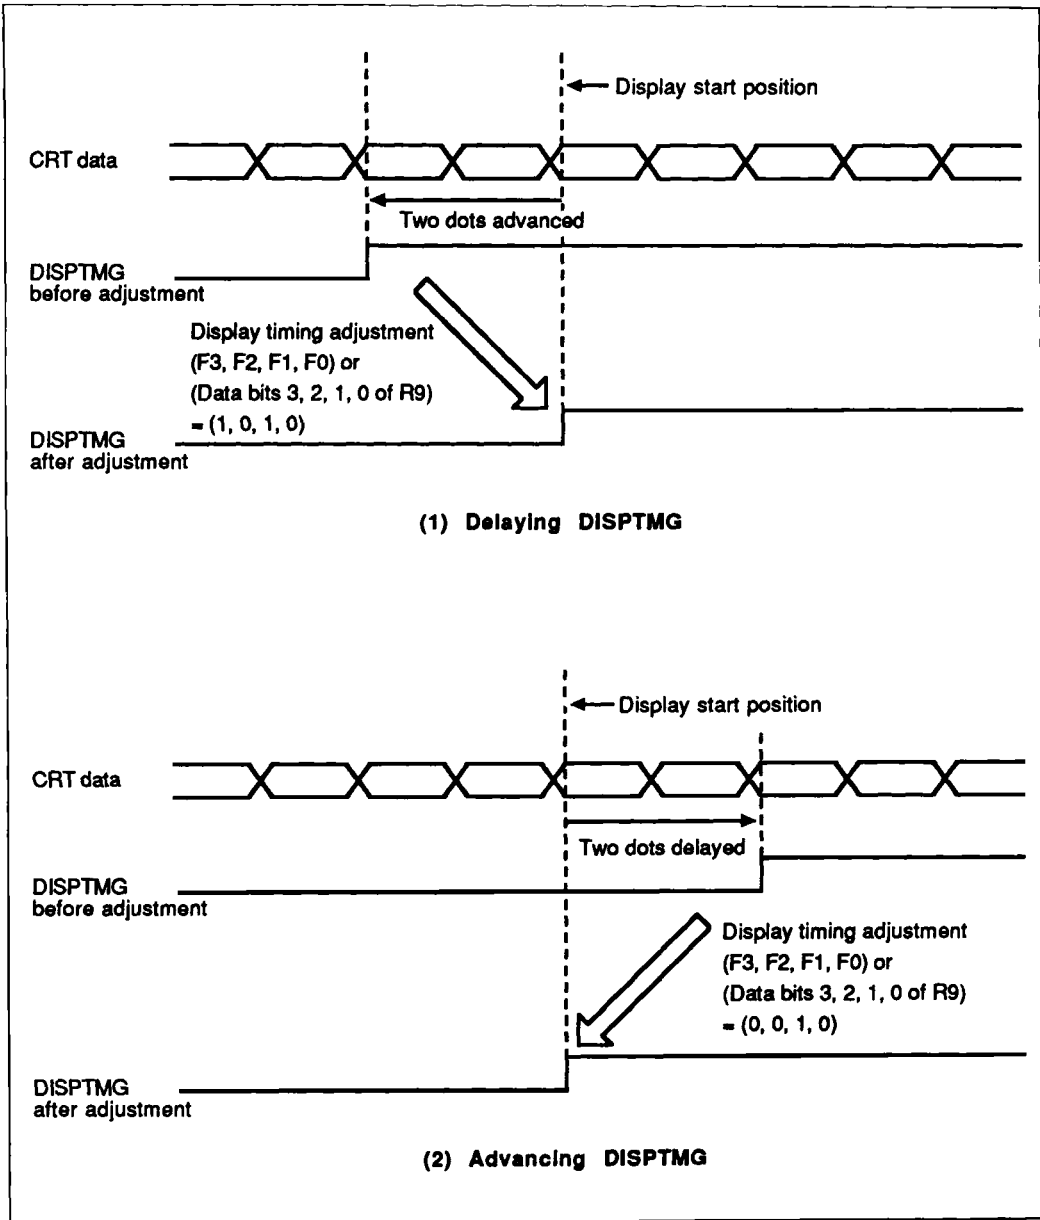 Display start position
CRT data
Two dots advanced
DISPTMG
before adjustment
Display timing adjustment
(F3, F2, F1, F0) or
(Data bits 3, 2, 1, 0 of R9)
= (1, 0, 1, 0)
DISPTMG
after adjustment
(1) Delaying DISPTMG
Display start position
CRT data
Two dots delayed
DISPTMG
before adjustment
Display timing adjustment
(F3, F2, F1, F0) or
(Data bits 3, 2, 1, 0 of R9)
= (0, 0, 1, 0)
DISPTMG
after adjustment
(2) Advancing DISPTMG